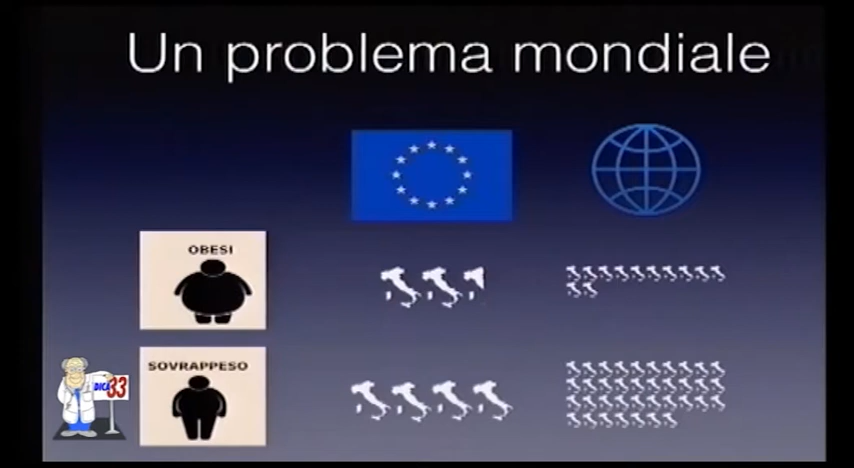 Un problema mondiale
OBESI
SOVRAPPESO
DICA 33